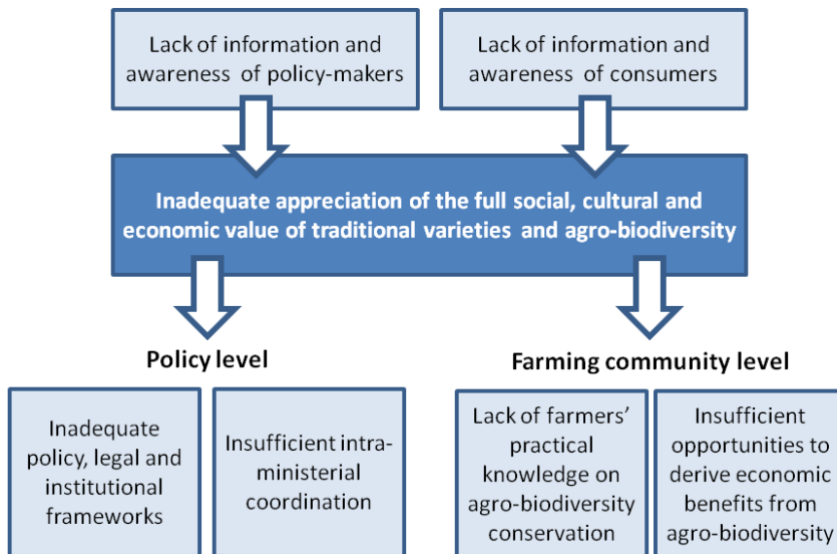 Lack of information and
awareness of policy-makers
Lack of information and
awareness of consumers
Inadequate appreciation of the full social, cultural and
economic value of traditional varieties and agro-biodiversity
Policy level
Farming community level
Inadequate
policy, legal and
institutional
frameworks
Insufficient intra-
ministerial
coordination
Lack of farmers’
practical
knowledge on
agro-biodiversity
conservation
Insufficient
opportunities to
derive economic
benefits from
agro-biodiversity